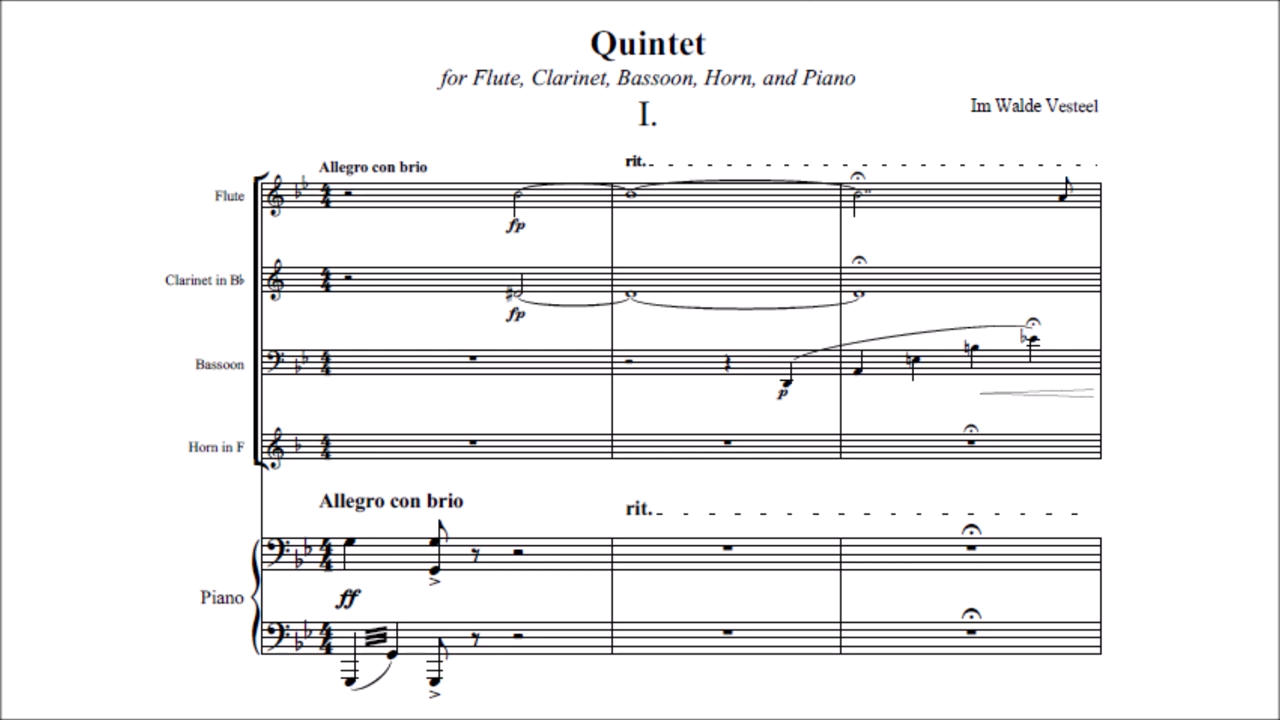 Quintet
for Flute, Clarinet, Bassoon, Horn, and Piano
I.
Im Walde Vesteel
Allegro con brio
rit.
Flute
fp
Clarinet in B♭
fp
Bassoon
p
Horn in F
Allegro con brio
rit.
Piano
ff